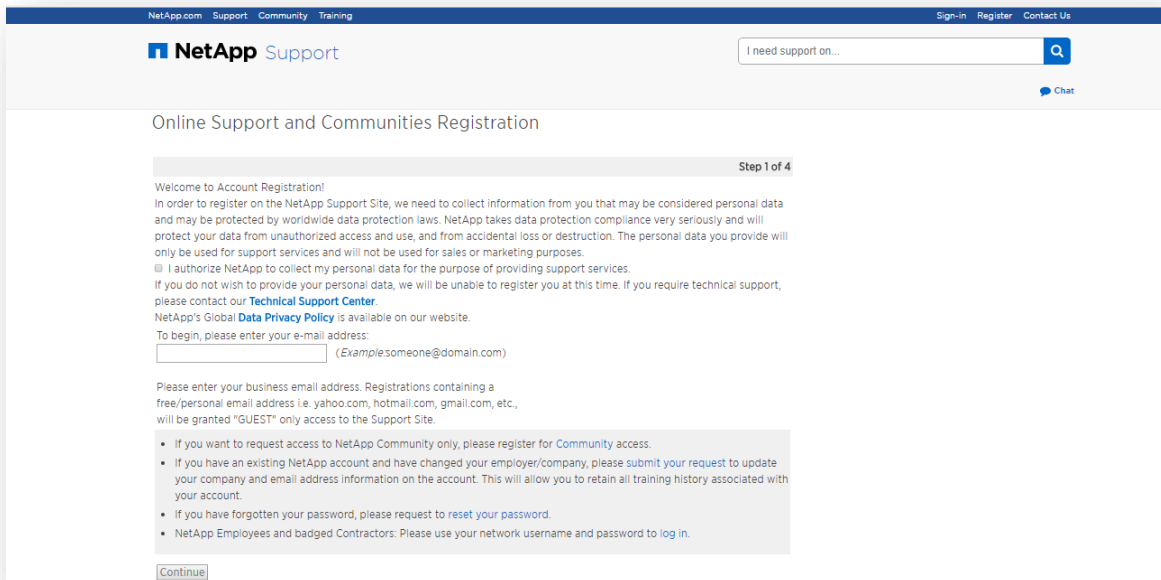 NetApp.com Support Community Training Sign-in Register Contact Us
NetApp Support
I need support on...
Chat
Online Support and Communities Registration
Step 1 of 4
Welcome to Account Registration!
In order to register on the NetApp Support Site, we need to collect information from you that may be considered personal data
and may be protected by worldwide data protection laws. NetApp takes data protection compliance very seriously and will
protect your data from unauthorized access and use, and from accidental loss or destruction. The personal data you provide will
only be used for support services and will not be used for sales or marketing purposes.
I authorize NetApp to collect my personal data for the purpose of providing support services.
If you do not wish to provide your personal data, we will be unable to register you at this time. If you require technical support,
please contact our Technical Support Center.
NetApp's Global Data Privacy Policy is available on our website.
To begin, please enter your e-mail address:
(Example:someone@domain.com)
Please enter your business email address. Registrations containing a
free/personal email address i.e. yahoo.com, hotmail.com, gmail.com, etc.,
will be granted "GUEST" only access to the Support Site.
• If you want to request access to NetApp Community only, please register for Community access.
• If you have an existing NetApp account and have changed your employer/company, please submit your request to update
your company and email address information on the account. This will allow you to retain all training history associated with
your account.
• If you have forgotten your password, please request to reset your password.
• NetApp Employees and badged Contractors: Please use your network username and password to log in.
Continue